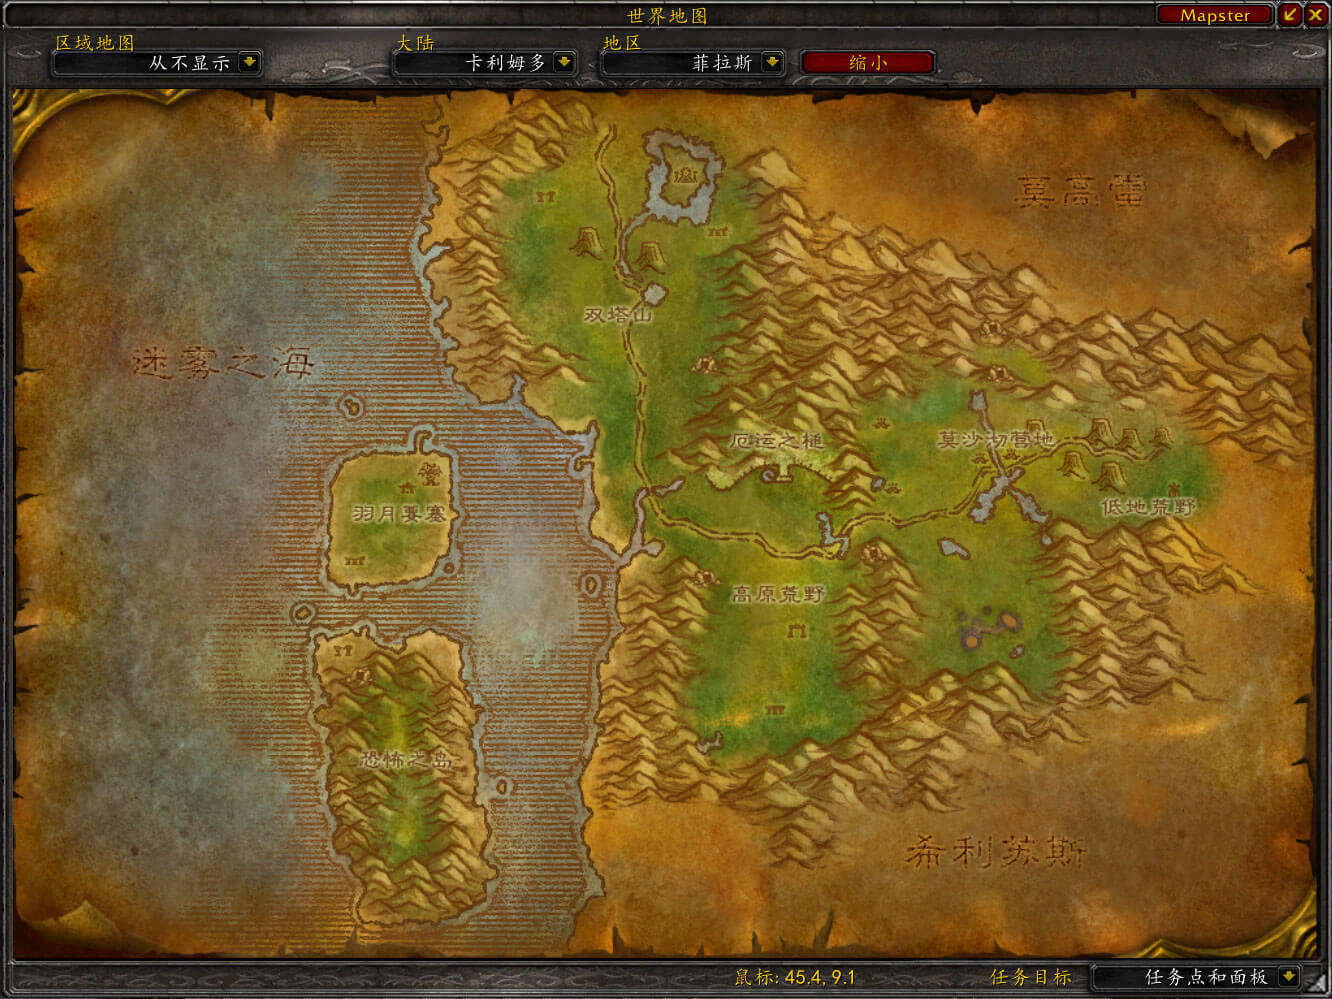 世界地图
Mapster
区域地图
大陆
地区
从不显示
卡利姆多
菲拉斯
缩小
莫高雷
双塔山
迷雾之海
厄运之槌
莫沙彻营地
羽月要塞
低地荒野
高原荒野
恐怖之岛
希利苏斯
鼠标: 45.4, 9.1
任务目标
任务点和面板